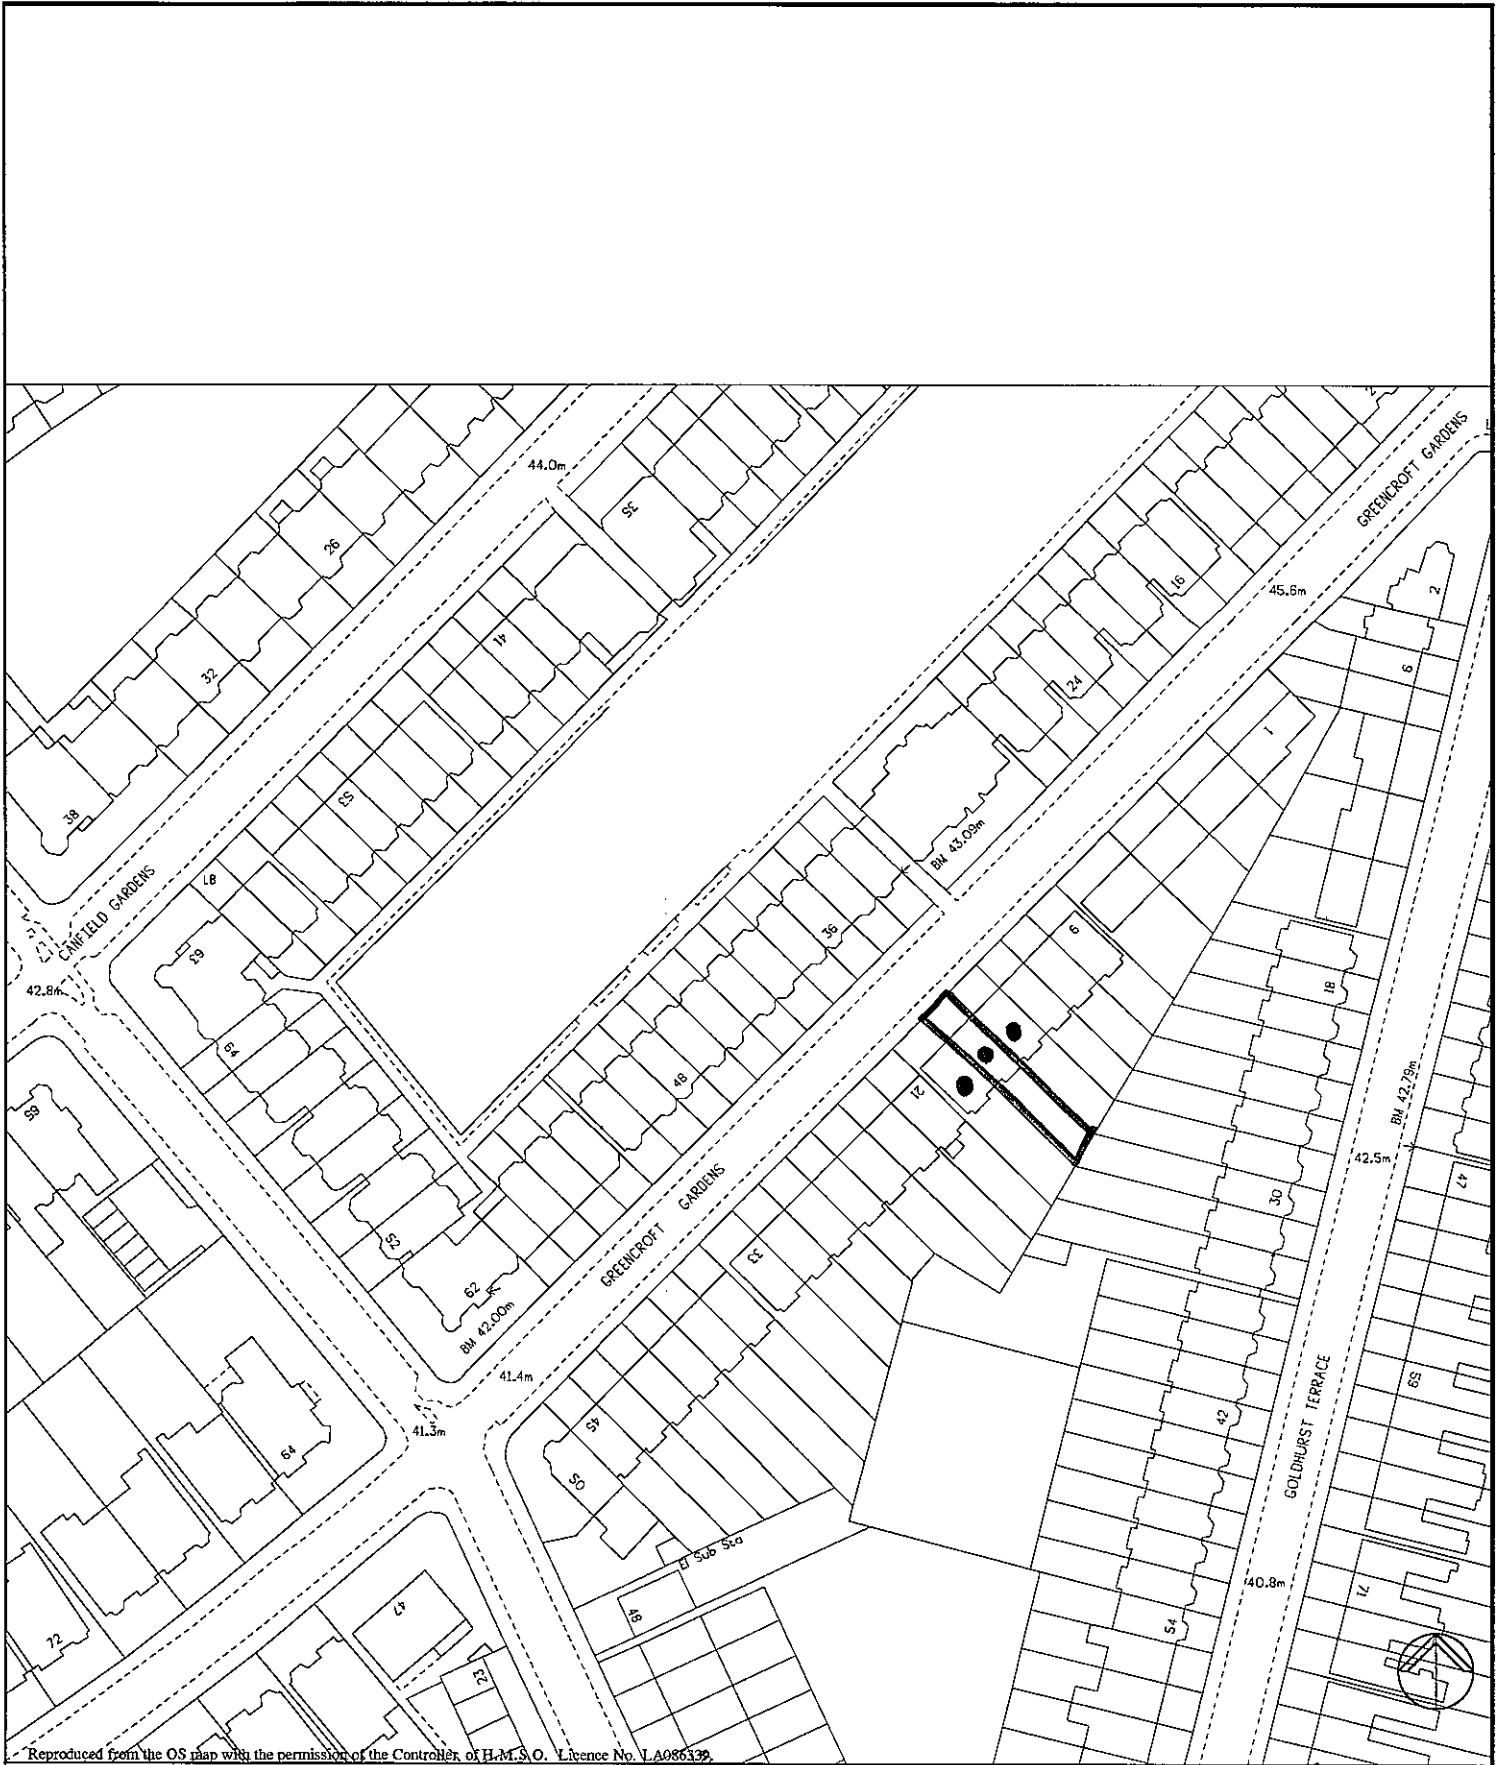 44.0m
35
26
GREENCROFT GARDENS
16
45.6m
2
41
32
24
6
1
53
38
BM 43.09m
CANFIELD GARDENS
36
9
63
42.8m
18
64
48
21
BM 42.79m
42.5m
47
59
30
GREENCROFT GARDENS
52
33
62
BM 42.00m
41.4m
59
42
GOLDHURST TERRACE
41.3m
45
64
50
El Sub Sta
40.8m
71
47
48
54
72
23
Reproduced from the OS map with the permission of the Controller of H.M.S.O. Licence No. LA086339.